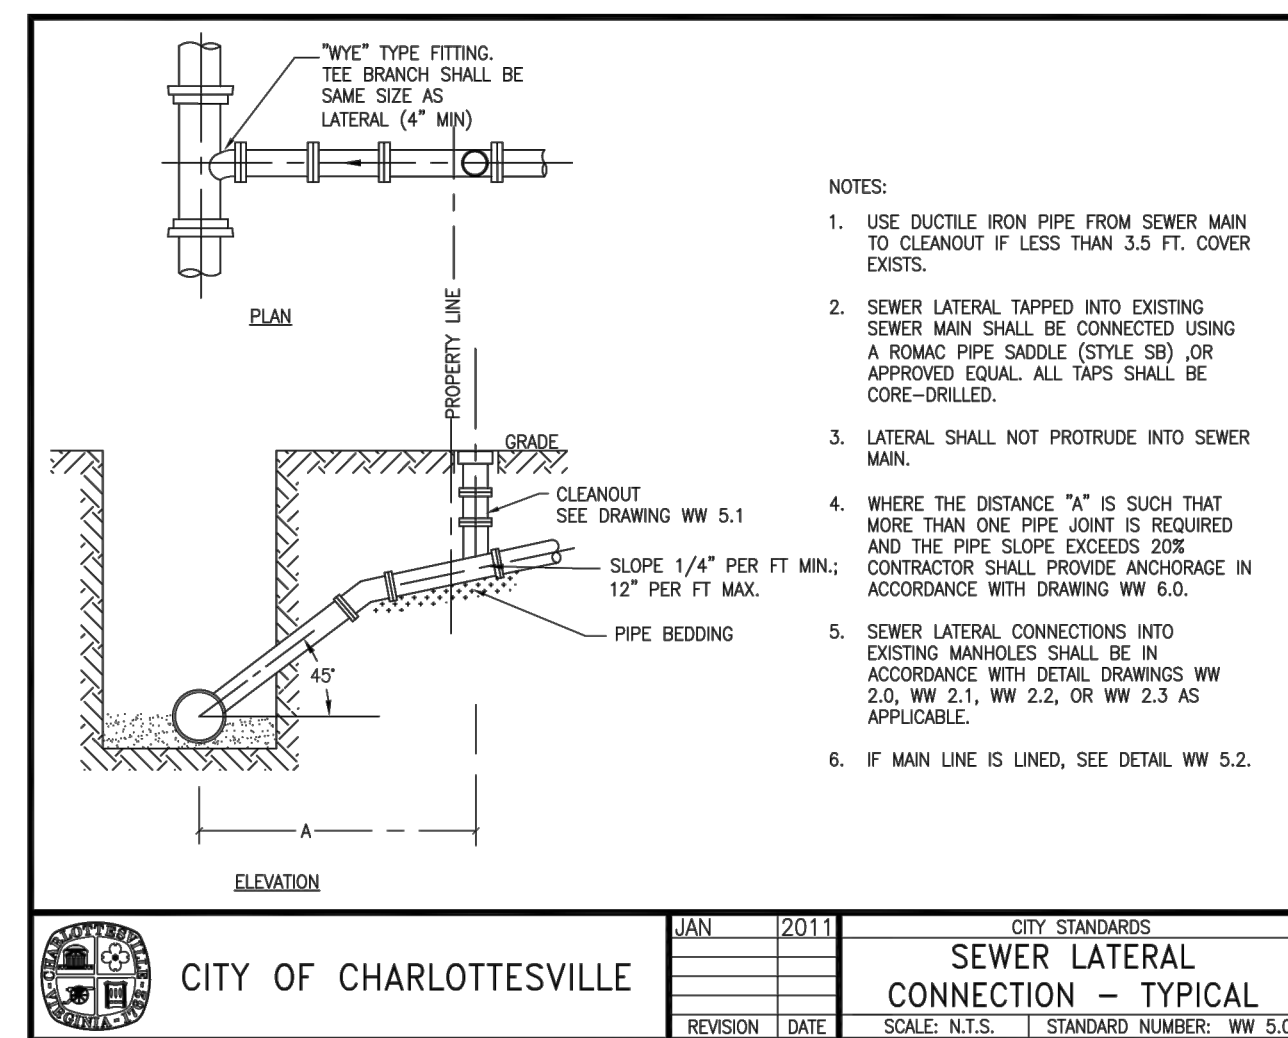 "WYE" TYPE FITTING.
TEE BRANCH SHALL BE
SAME SIZE AS
LATERAL (4" MIN)
PLAN
PROPERTY LINE
GRADE
CLEANOUT
SEE DRAWING WW 5.1
SLOPE 1/4" PER FT MIN.;
12" PER FT MAX.
PIPE BEDDING
45°
A
ELEVATION
NOTES:
1. USE DUCTILE IRON PIPE FROM SEWER MAIN
TO CLEANOUT IF LESS THAN 3.5 FT. COVER
EXISTS.
2. SEWER LATERAL TAPPED INTO EXISTING
SEWER MAIN SHALL BE CONNECTED USING
A ROMAC PIPE SADDLE (STYLE SB) ,OR
APPROVED EQUAL. ALL TAPS SHALL BE
CORE-DRILLED.
3. LATERAL SHALL NOT PROTRUDE INTO SEWER
MAIN.
4. WHERE THE DISTANCE "A" IS SUCH THAT
MORE THAN ONE PIPE JOINT IS REQUIRED
AND THE PIPE SLOPE EXCEEDS 20%
CONTRACTOR SHALL PROVIDE ANCHORAGE IN
ACCORDANCE WITH DRAWING WW 6.0.
5. SEWER LATERAL CONNECTIONS INTO
EXISTING MANHOLES SHALL BE IN
ACCORDANCE WITH DETAIL DRAWINGS WW
2.0, WW 2.1, WW 2.2, OR WW 2.3 AS
APPLICABLE.
6. IF MAIN LINE IS LINED, SEE DETAIL WW 5.2.
CHARLOTTESVILLE
VIRGINIA-1762
CITY OF CHARLOTTESVILLE
JAN 2011
REVISION DATE
CITY STANDARDS
SEWER LATERAL
CONNECTION – TYPICAL
SCALE: N.T.S. STANDARD NUMBER: WW 5.0